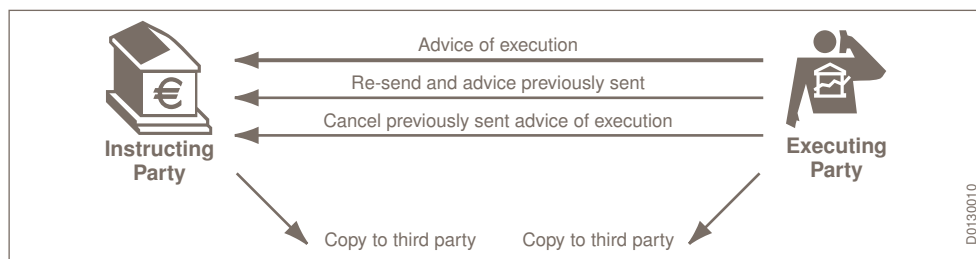 Advice of execution
Re-send and advice previously sent
Cancel previously sent advice of execution
€
Instructing
Party
Executing
Party
Copy to third party
Copy to third party
D0130010